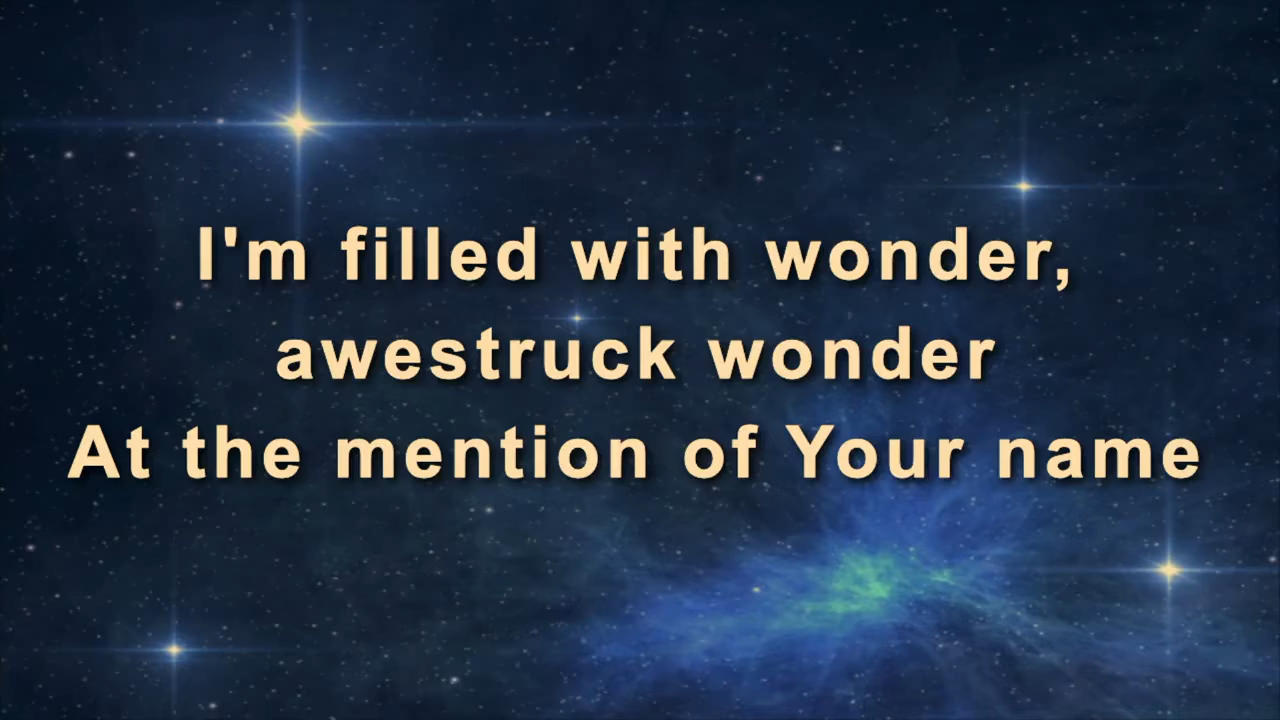 I'm filled with wonder,
awestruck wonder
At the mention of Your name